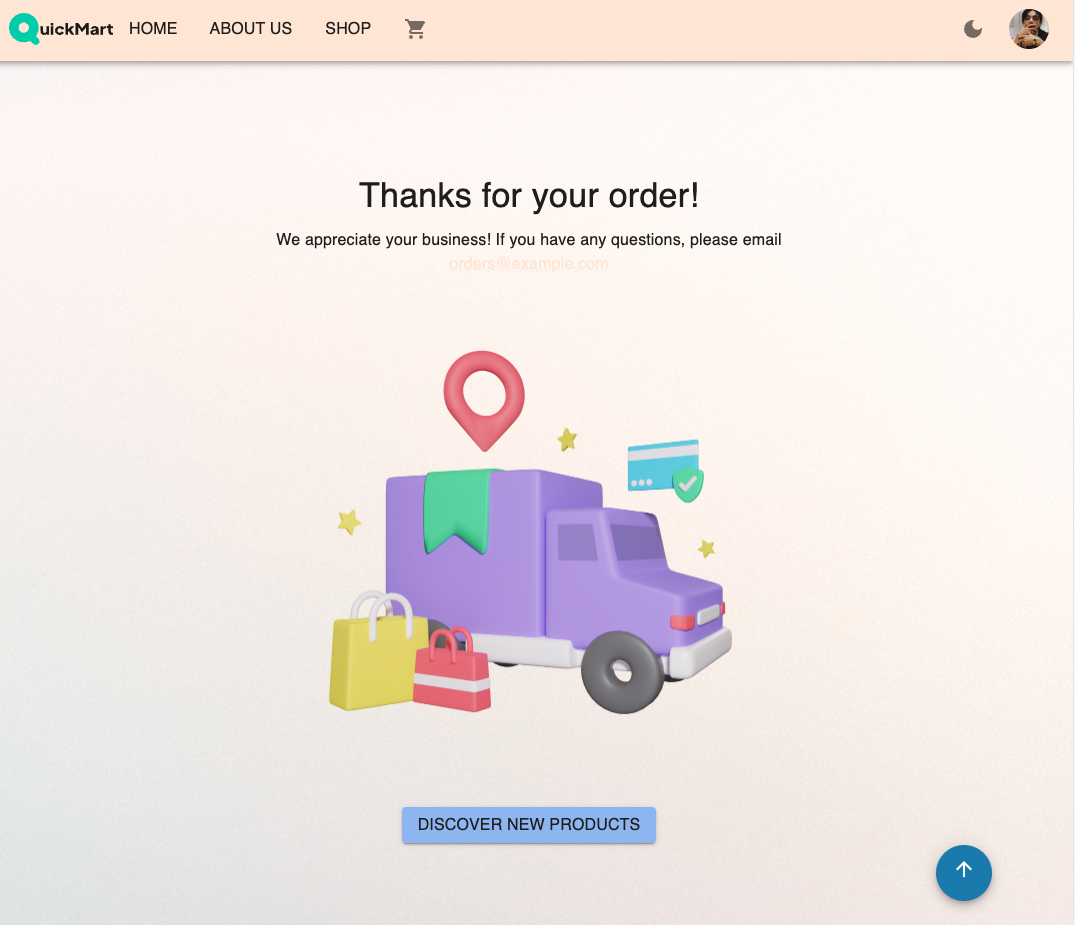 QuickMart HOME ABOUT US SHOP
Thanks for your order!
We appreciate your business! If you have any questions, please email
orders@example.com
DISCOVER NEW PRODUCTS